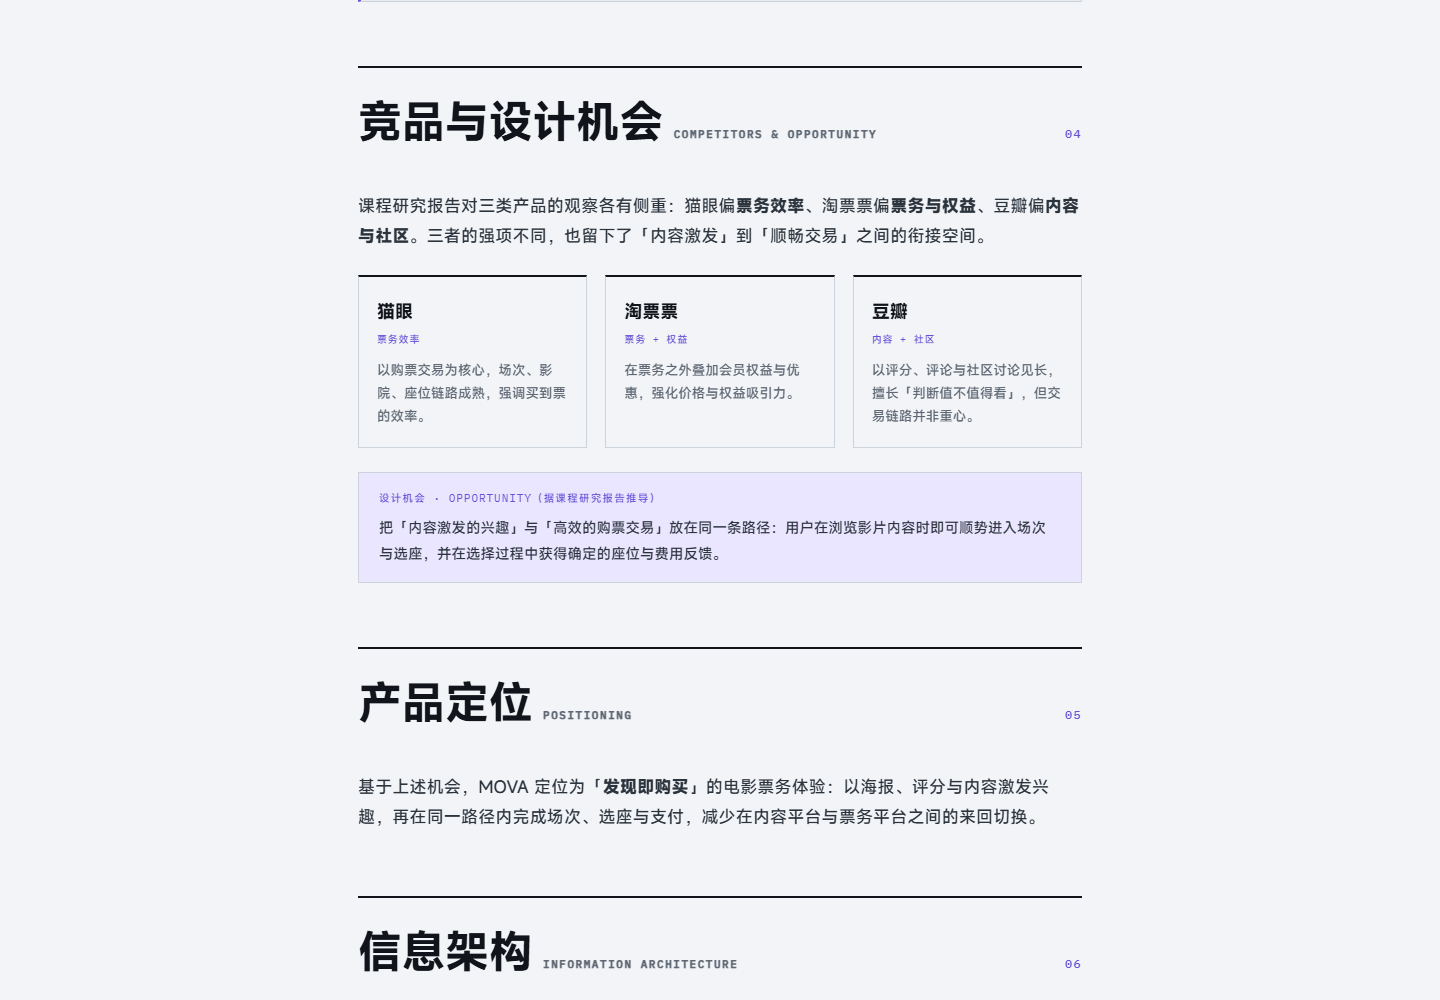 竞品与设计机会 COMPETITORS & OPPORTUNITY 04
课程研究报告对三类产品的观察各有侧重：猫眼偏票务效率、淘票票偏票务与权益、豆瓣偏内容
与社区。三者的强项不同，也留下了「内容激发」到「顺畅交易」之间的衔接空间。
猫眼
票务效率
以购票交易为核心，场次、影
院、座位链路成熟，强调买到票
的效率。
淘票票
票务 + 权益
在票务之外叠加会员权益与优
惠，强化价格与权益吸引力。
豆瓣
内容 + 社区
以评分、评论与社区讨论见长，
擅长「判断值不值得看」，但交
易链路并非重心。
设计机会 · OPPORTUNITY（据课程研究报告推导）
把「内容激发的兴趣」与「高效的购票交易」放在同一条路径：用户在浏览影片内容时即可顺势进入场次
与选座，并在选择过程中获得确定的座位与费用反馈。
产品定位 POSITIONING 05
基于上述机会，MOVA 定位为「发现即购买」的电影票务体验：以海报、评分与内容激发兴
趣，再在同一路径内完成场次、选座与支付，减少在内容平台与票务平台之间的来回切换。
信息架构 INFORMATION ARCHITECTURE 06